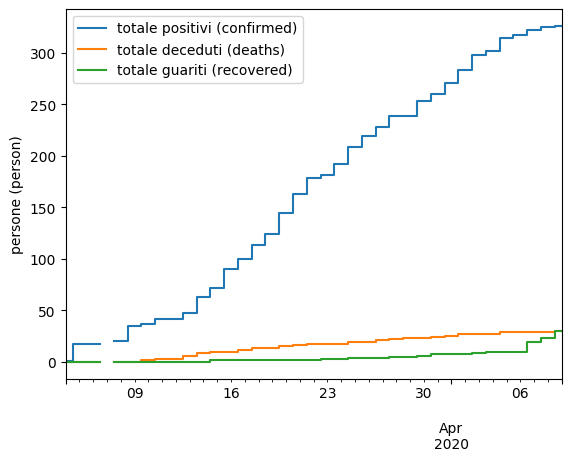 totale positivi (confirmed)
totale deceduti (deaths)
totale guariti (recovered)
persone (person)
300
250
200
150
100
50
0
09 16 23 30 06
Apr
2020